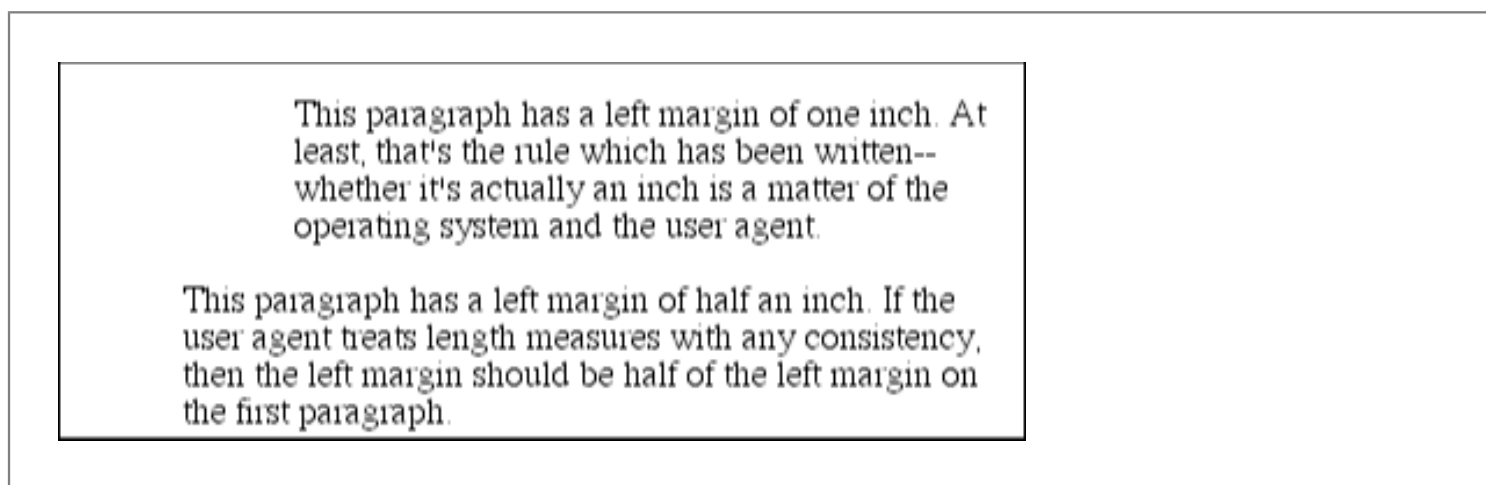 This paragraph has a left margin of one inch. At
least, that's the rule which has been written--
whether it's actually an inch is a matter of the
operating system and the user agent.
This paragraph has a left margin of half an inch. If the
user agent treats length measures with any consistency,
then the left margin should be half of the left margin on
the first paragraph.